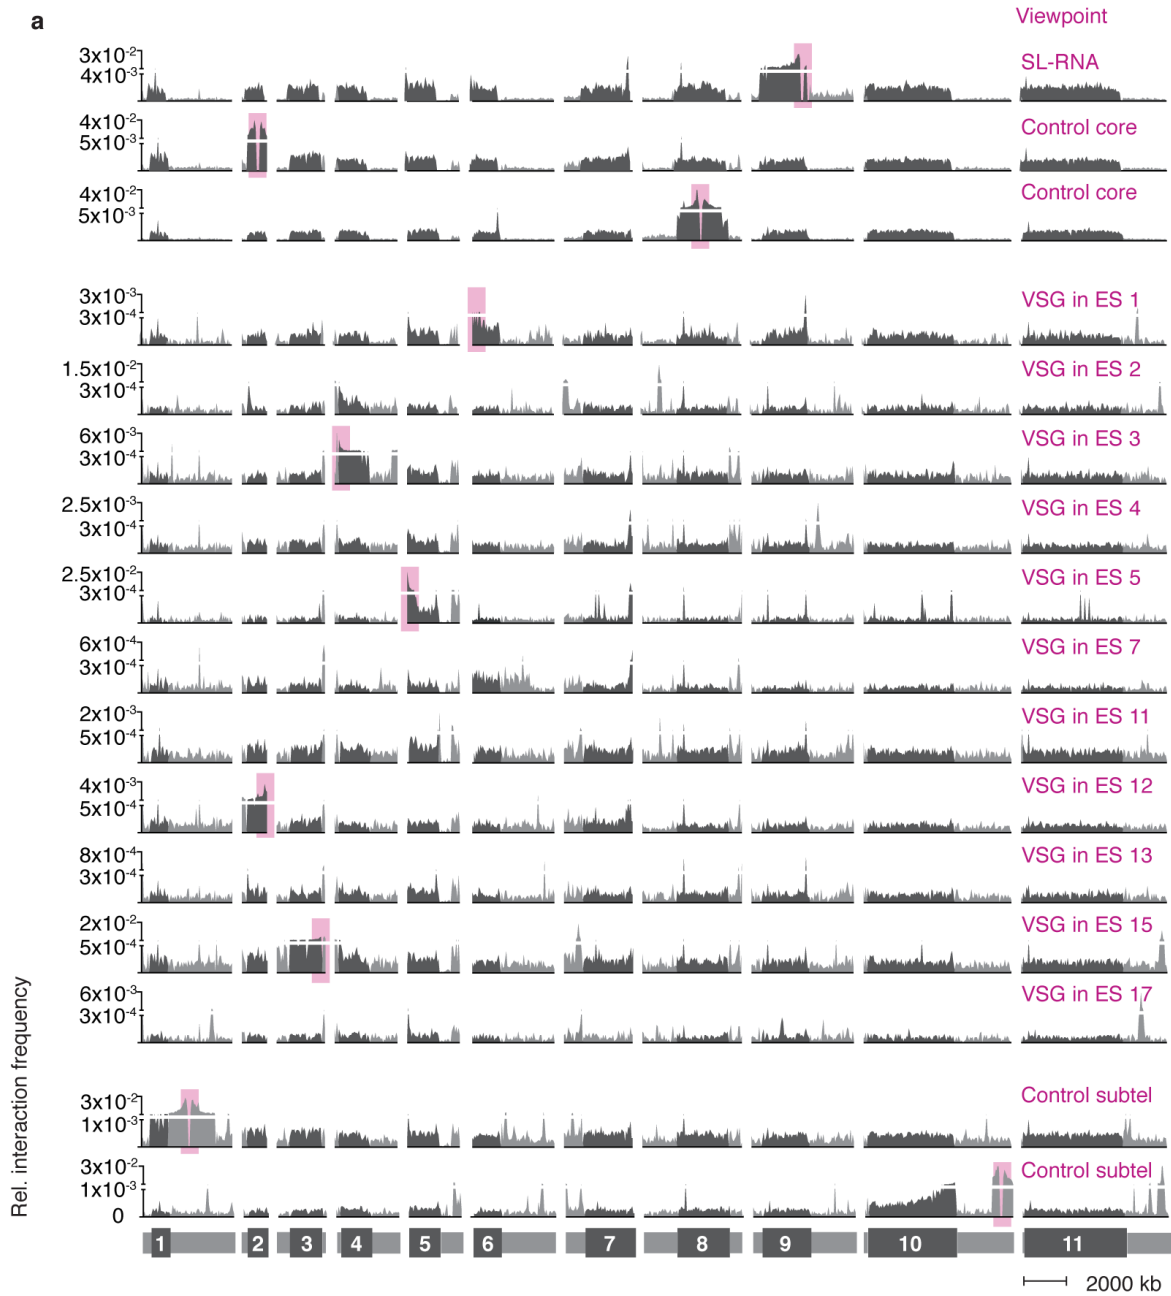 a
Viewpoint
3x10-2
4x10-3
SL-RNA
4x10-2
5x10-3
Control core
4x10-2
5x10-3
Control core
3x10-3
3x10-4
VSG in ES 1
1.5x10-2
3x10-4
VSG in ES 2
6x10-3
3x10-4
VSG in ES 3
2.5x10-3
3x10-4
VSG in ES 4
2.5x10-2
3x10-4
VSG in ES 5
6x10-4
3x10-4
VSG in ES 7
2x10-3
5x10-4
VSG in ES 11
4x10-3
5x10-4
VSG in ES 12
8x10-4
3x10-4
VSG in ES 13
2x10-2
5x10-4
VSG in ES 15
6x10-3
3x10-4
VSG in ES 17
3x10-2
1x10-3
Control subtel
3x10-2
1x10-3
0
Control subtel
Rel. interaction frequency
1 2 3 4 5 6 7 8 9 10 11
2000 kb